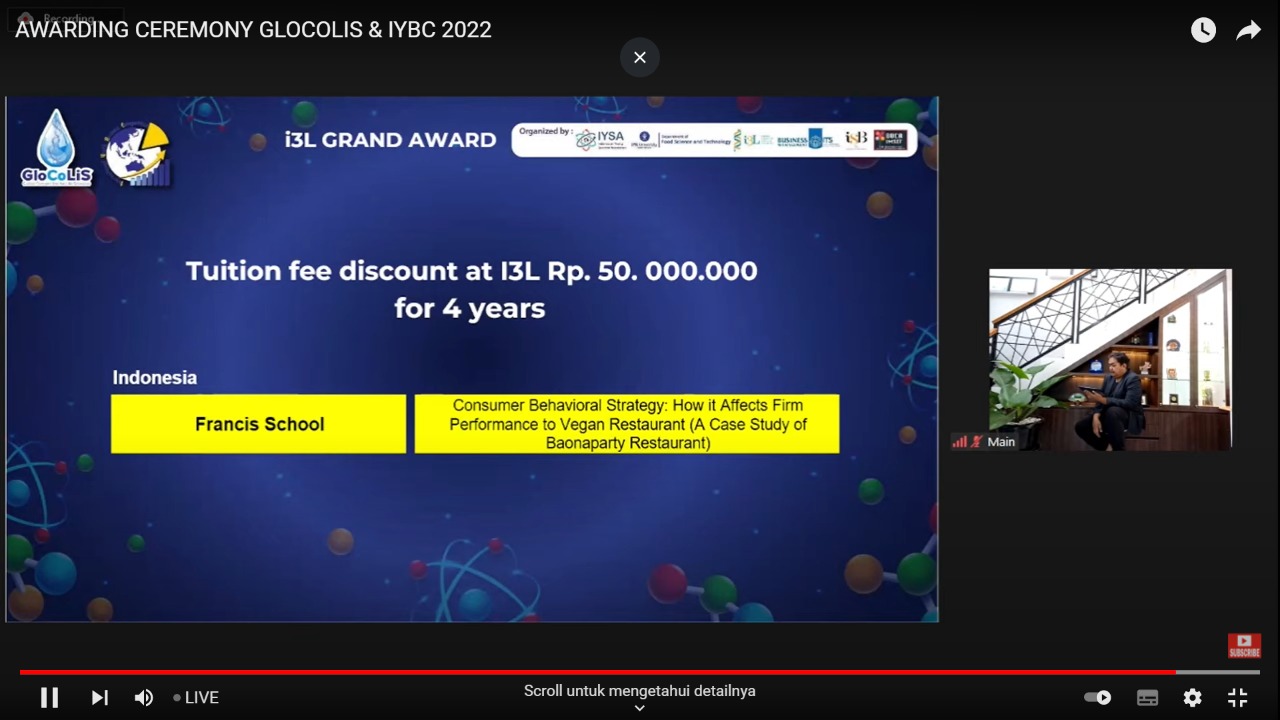 Recording
AWARDING CEREMONY GLOCOLIS & IYBC 2022
GloCoLiS
i3L GRAND AWARD
Organized by :
IYSA
Department of
Food Science and Technology
i3L
BUSINESS
iSB
Tuition fee discount at I3L Rp. 50. 000.000
for 4 years
Indonesia
Francis School
Consumer Behavioral Strategy: How it Affects Firm
Performance to Vegan Restaurant (A Case Study of
Baonaparty Restaurant)
Main
SUBSCRIBE
LIVE
Scroll untuk mengetahui detailnya